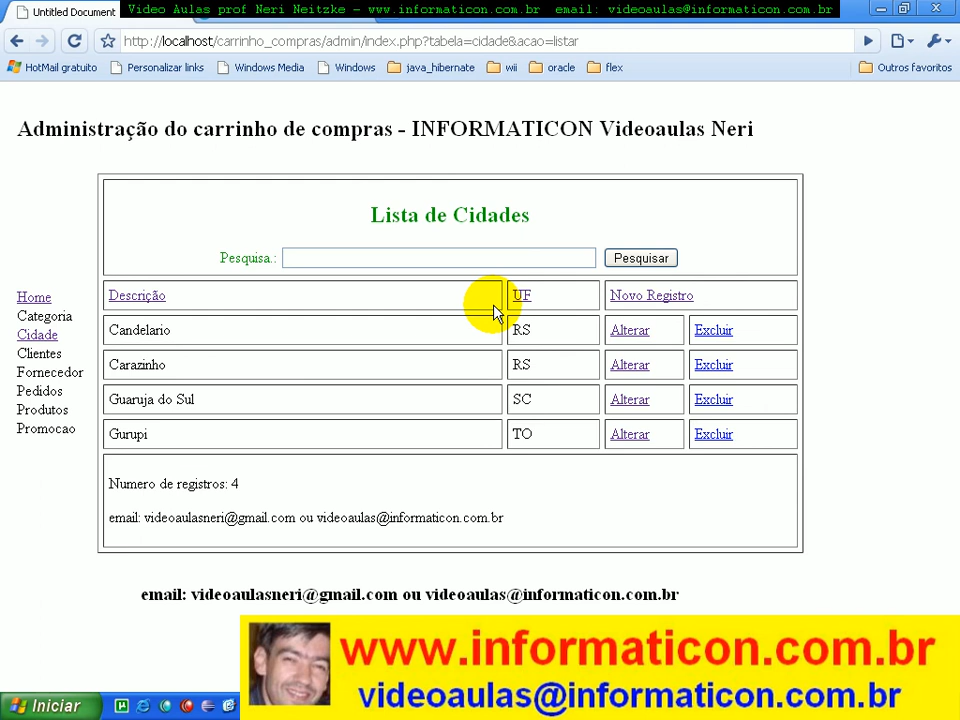 Untitled Document
Video Aulas prof Neri Neitzke – www.informaticon.com.br email: videoaulas@informaticon.com.br
http://localhost/carrinho_compras/admin/index.php?tabela=cidade&acao=listar
HotMail gratuito Personalizar links Windows Media Windows java_hibernate wii oracle flex Outros favoritos
Administração do carrinho de compras - INFORMATICON Videoaulas Neri
Lista de Cidades
Pesquisa.: Pesquisar
Home
Categoria
Cidade
Clientes
Fornecedor
Pedidos
Produtos
Promocao
Descrição UF Novo Registro
Candelario RS Alterar Excluir
Carazinho RS Alterar Excluir
Guaruja do Sul SC Alterar Excluir
Gurupi TO Alterar Excluir
Numero de registros: 4
email: videoaulasneri@gmail.com ou videoaulas@informaticon.com.br
email: videoaulasneri@gmail.com ou videoaulas@informaticon.com.br
www.informaticon.com.br
videoaulas@informaticon.com.br
Iniciar